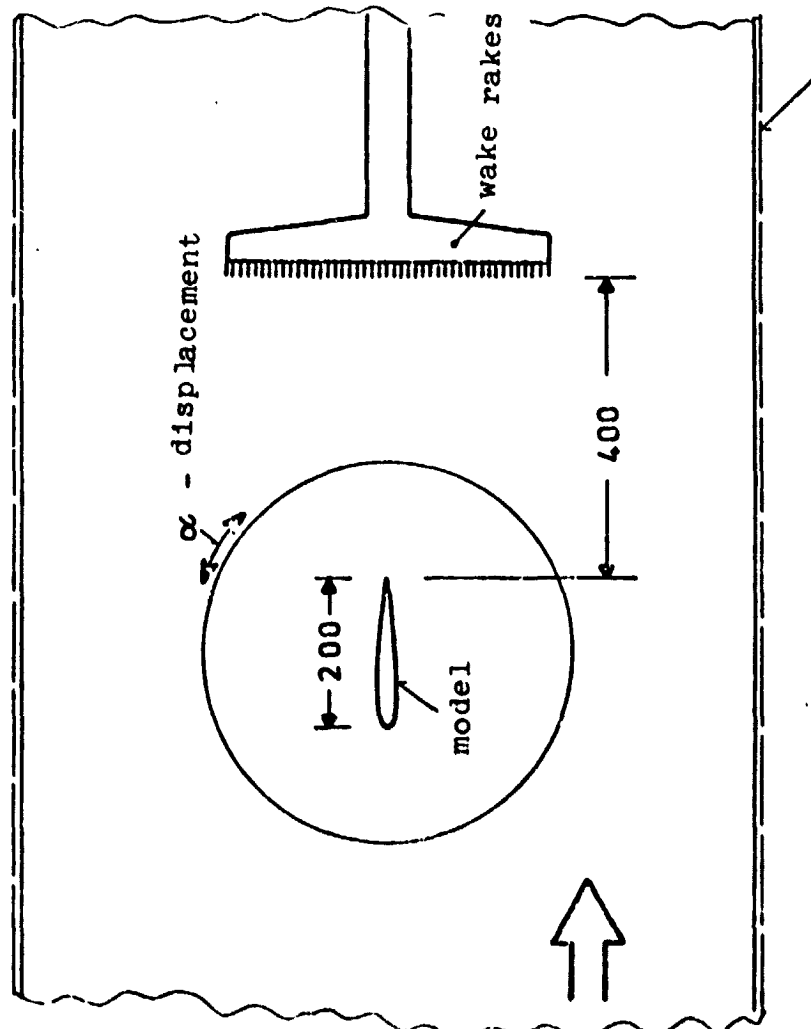 wake rakes
α - displacement
400
200
model